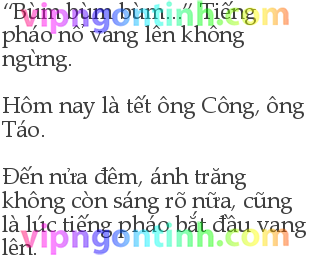 vipngontinh.com
“Bùm bùm bùm...” Tiếng
pháo nổ vang lên không
ngừng.
Hôm nay là tết ông Công, ông
Táo.
Đến nửa đêm, ánh trăng
không còn sáng rõ nữa, cũng
là lúc tiếng pháo bắt đầu vang
lên.
vipngontinh.com